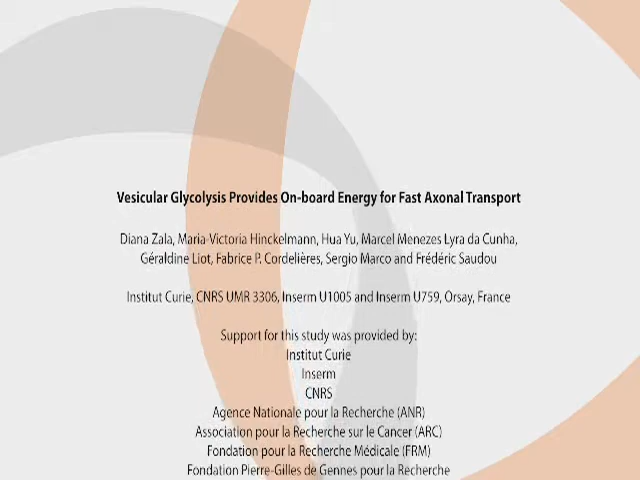 Vesicular Glycolysis Provides On-board Energy for Fast Axonal Transport
Diana Zala, Maria-Victoria Hinckelmann, Hua Yu, Marcel Menezes Lyra da Cunha,
Géraldine Liot, Fabrice P. Cordelières, Sergio Marco and Frédéric Saudou
Institut Curie, CNRS UMR 3306, Inserm U1005 and Inserm U759, Orsay, France
Support for this study was provided by:
Institut Curie
Inserm
CNRS
Agence Nationale pour la Recherche (ANR)
Association pour la Recherche sur le Cancer (ARC)
Fondation pour la Recherche Médicale (FRM)
Fondation Pierre-Gilles de Gennes pour la Recherche